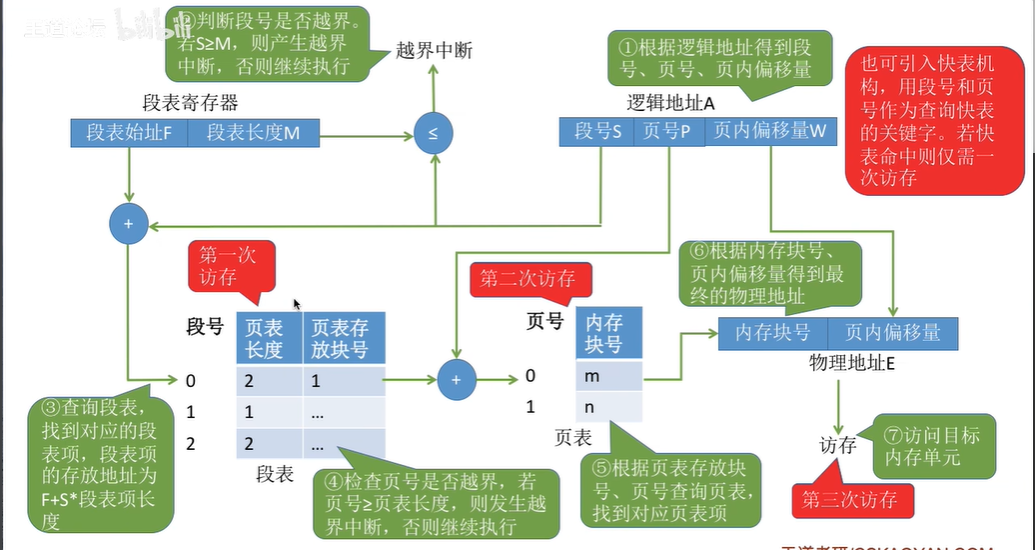 bilibili
②判断段号是否越界。
若S≥M，则产生越界
中断，否则继续执行
越界中断
①根据逻辑地址得到段
号、页号、页内偏移量
也可引入快表机
构，用段号和页
号作为查询快表
的关键字。若快
表命中则仅需一
次访存
段表寄存器
段表始址F 段表长度M
≤
逻辑地址A
段号S 页号P 页内偏移量W
+
第一次
访存
第二次访存
⑥根据内存块号、
页内偏移量得到最
终的物理地址
段号
页表
长度
页表存
放块号
0 2 1
1 1 ...
2 2 ...
段表
+
页号
内存
块号
0 m
1 n
页表
内存块号 页内偏移量
物理地址E
③查询段表，
找到对应的段
表项，段表项
的存放地址为
F+S*段表项长
度
④检查页号是否越界，若
页号≥页表长度，则发生越
界中断，否则继续执行
⑤根据页表存放块
号、页号查询页表，
找到对应页表项
访存
⑦访问目标
内存单元
第三次访存